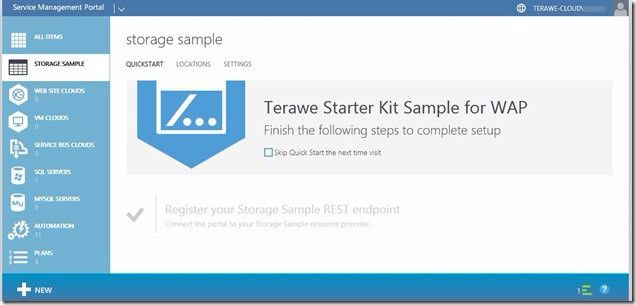 Service Management Portal
TERAWE-CLOUD\
ALL ITEMS
STORAGE SAMPLE
WEB SITE CLOUDS
0
VM CLOUDS
0
SERVICE BUS CLOUDS
0
SQL SERVERS
1
MYSQL SERVERS
0
AUTOMATION
31
PLANS
3
storage sample
QUICKSTART LOCATIONS SETTINGS
Terawe Starter Kit Sample for WAP
Finish the following steps to complete setup
Skip Quick Start the next time visit
Register your Storage Sample REST endpoint
Connect the portal to your Storage Sample resource provider.
NEW
1
?